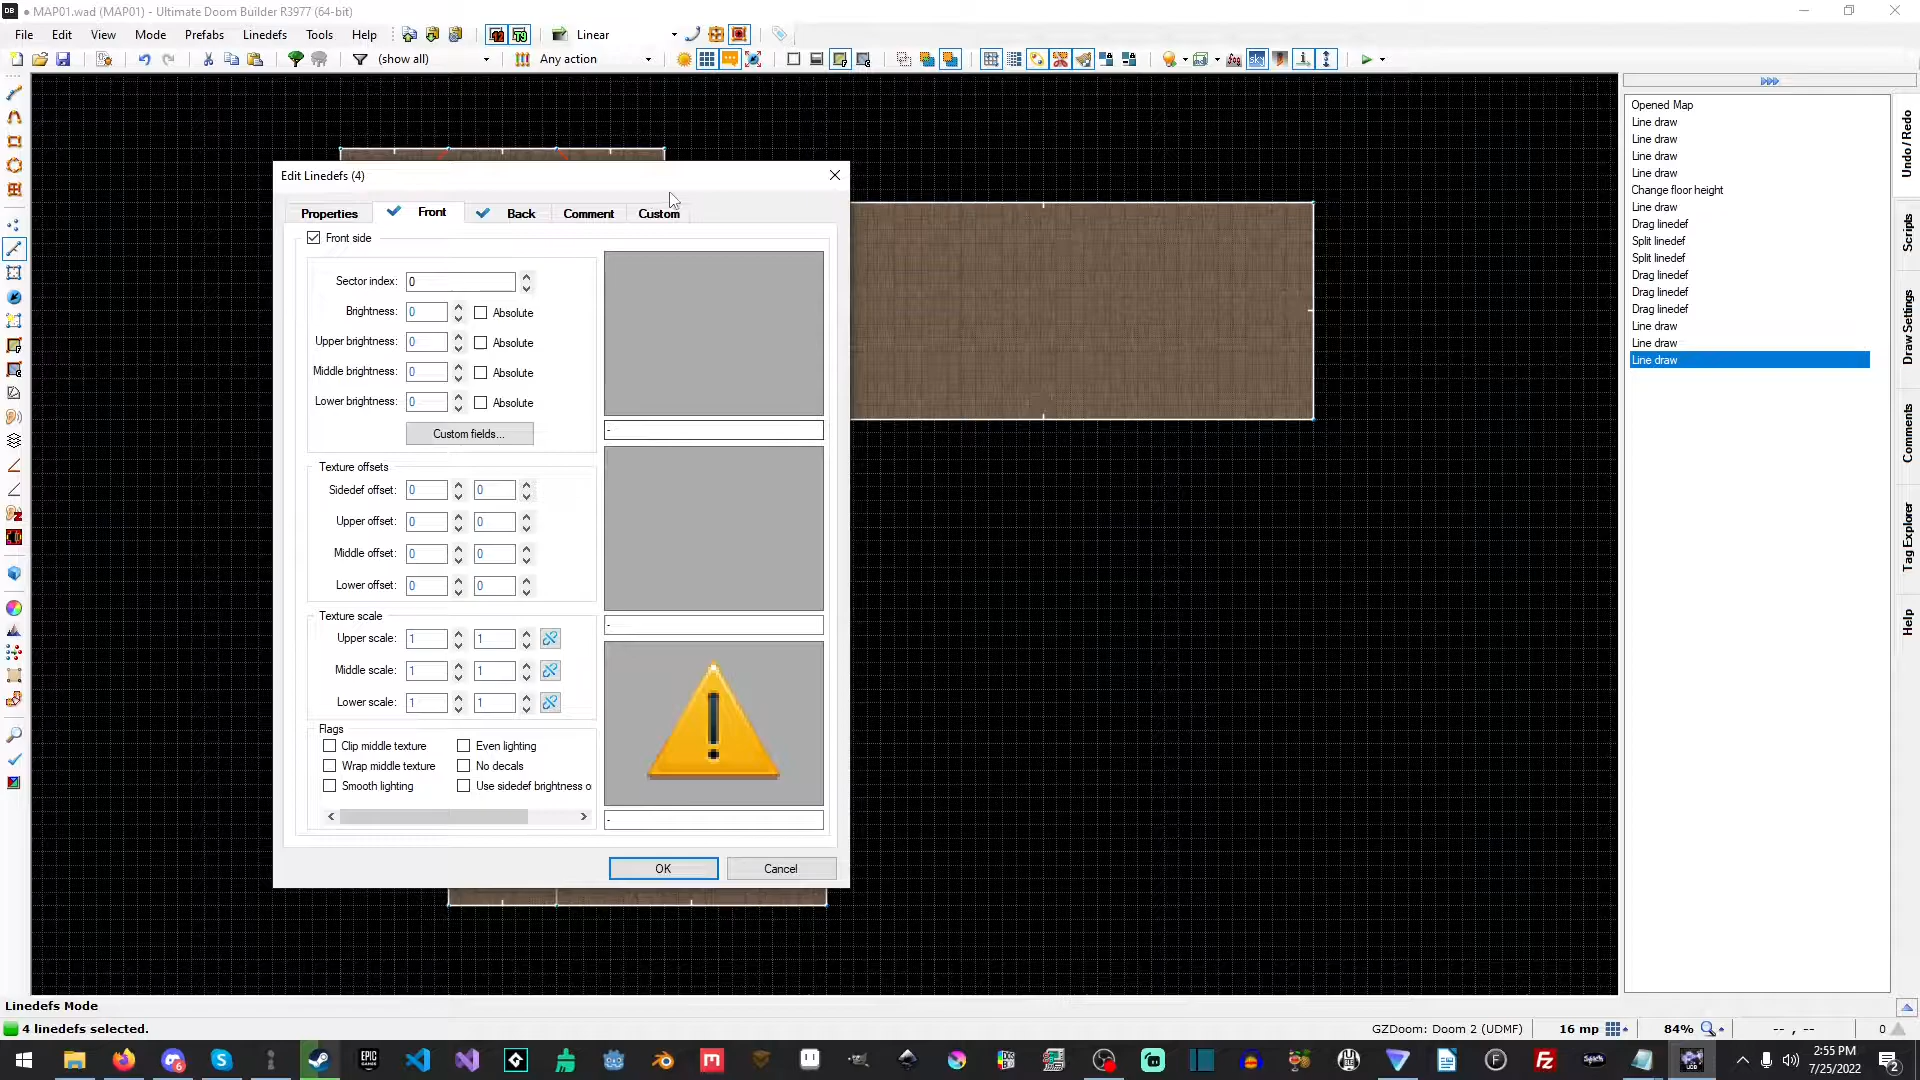 ● MAP01.wad (MAP01) - Ultimate Doom Builder R3977 (64-bit)
File Edit View Mode Prefabs Linedefs Tools Help Linear
(show all) Any action
Opened Map
Line draw
Line draw
Line draw
Line draw
Change floor height
Line draw
Drag linedef
Split linedef
Split linedef
Drag linedef
Drag linedef
Drag linedef
Line draw
Line draw
Line draw
Undo / Redo
Scripts
Draw Settings
Comments
Tag Explorer
Help
Edit Linedefs (4)
Properties Front Back Comment Custom
Front side
Sector index: 0
Brightness: 0 Absolute
Upper brightness: 0 Absolute
Middle brightness: 0 Absolute
Lower brightness: 0 Absolute
Custom fields...
-
Texture offsets
Sidedef offset: 0 0
Upper offset: 0 0
Middle offset: 0 0
Lower offset: 0 0
Texture scale
-
Upper scale: 1 1
Middle scale: 1 1
Lower scale: 1 1
Flags
Clip middle texture Even lighting
Wrap middle texture No decals
Smooth lighting Use sidedef brightness o
-
OK Cancel
Linedefs Mode
4 linedefs selected.
GZDoom: Doom 2 (UDMF) 16 mp 84% -- , -- 0
2:55 PM
7/25/2022